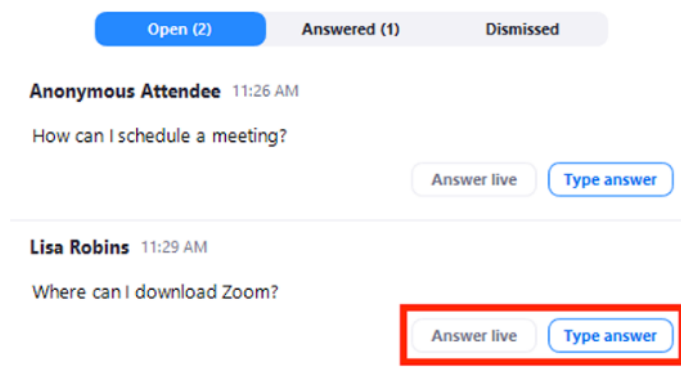 Open (2) Answered (1) Dismissed
Anonymous Attendee 11:26 AM
How can I schedule a meeting?
Answer live Type answer
Lisa Robins 11:29 AM
Where can I download Zoom?
Answer live Type answer